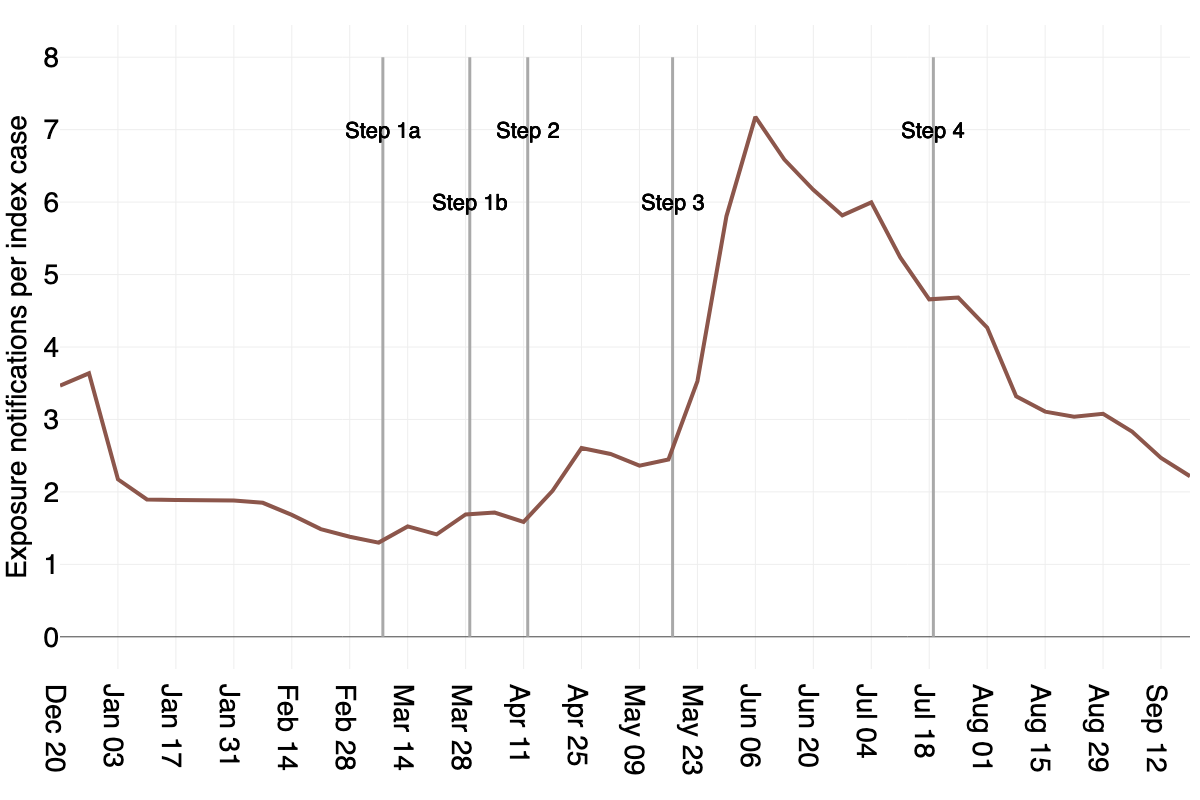 Exposure notifications per index case
8
7
6
5
4
3
2
1
0
Step 1a
Step 2
Step 4
Step 1b
Step 3
Dec 20
Jan 03
Jan 17
Jan 31
Feb 14
Feb 28
Mar 14
Mar 28
Apr 11
Apr 25
May 09
May 23
Jun 06
Jun 20
Jul 04
Jul 18
Aug 01
Aug 15
Aug 29
Sep 12